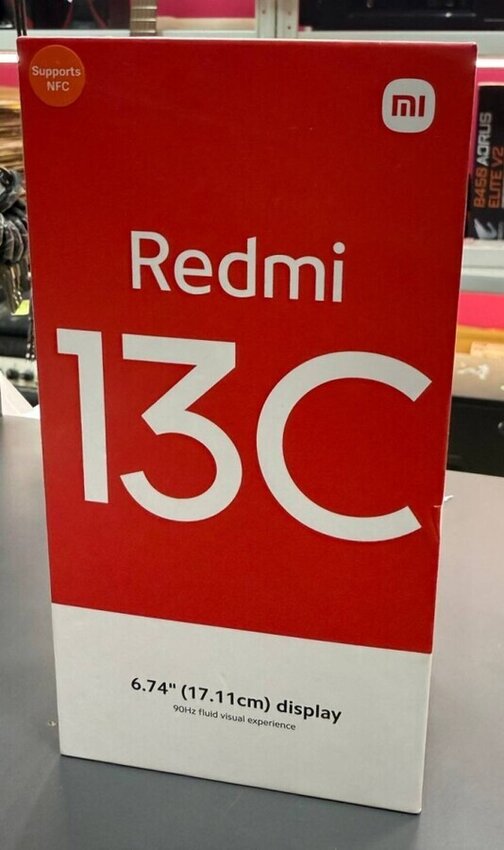 Supports
NFC
mi
Redmi
13C
6.74" (17.11cm) display
90Hz fluid visual experience
B450 AORUS
ELITE V2